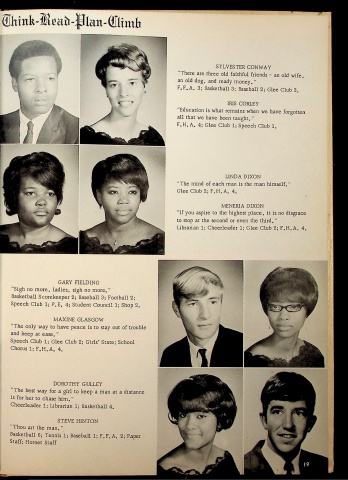 Think-Read-Plan-Climb
SYLVESTER CONWAY
"There are three old faithful friends - an old wife,
an old dog, and ready money."
F.F.A. 3; Basketball 3; Baseball 2; Glee Club 2.
IRIS CURLEY
"Education is what remains when we have forgotten
all that we have been taught."
F.H.A. 4; Glee Club 1; Speech Club 1.
LINDA DIXON
"The mind of each man is the man himself."
Glee Club 2; F.H.A. 4.
MENERIA DIXON
"If you aspire to the highest place, it is no disgrace
to stop at the second or even the third."
Librarian 1; Cheerleader 1; Glee Club 2; F.H.A. 4.
GARY FIELDING
"Sigh no more, ladies, sigh no more."
Basketball Scorekeeper 2; Baseball 3; Football 2;
Speech Club 1; P.E. 4; Student Council 1; Shop 2.
MAXINE GLASGOW
"The only way to have peace is to stay out of trouble
and keep at ease."
Speech Club 1; Glee Club 2; Girls' State; School
Chorus 1; F.H.A. 4.
DOROTHY GULLEY
"The best way for a girl to keep a man at a distance
is for her to chase him."
Cheerleader 1; Librarian 1; Basketball 4.
STEVE HINTON
"Thou art the man."
Basketball 6; Tennis 1; Baseball 1; F.F.A. 2; Paper
Staff; Hornet Staff
19